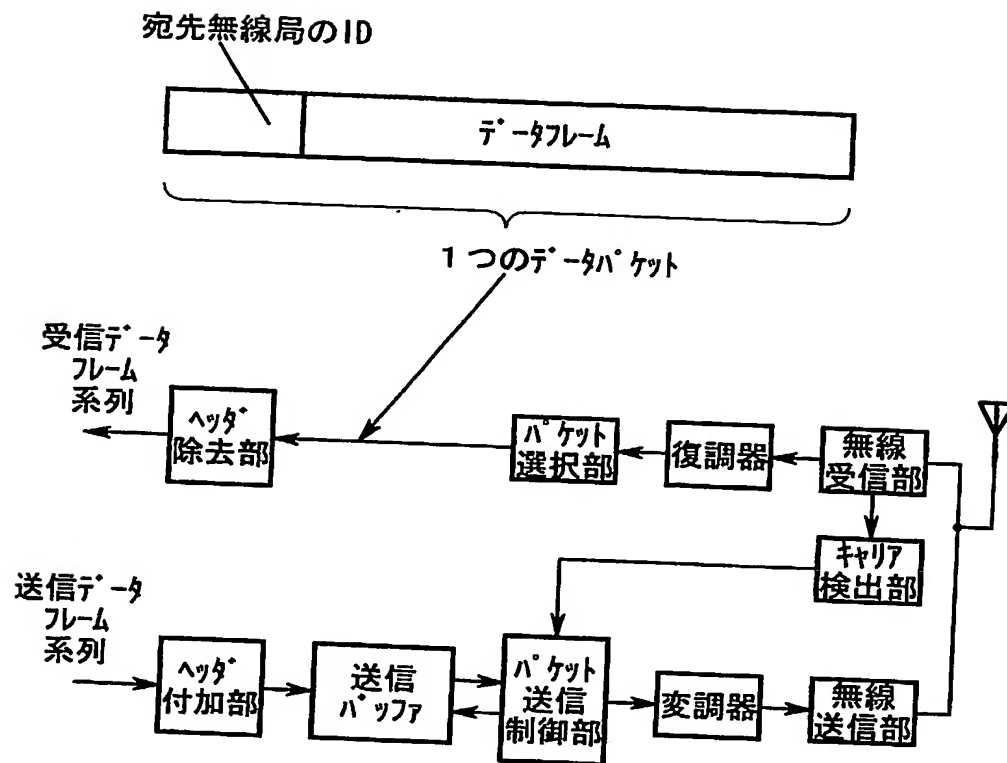 宛先無線局のID
データフレーム
1つのデータパケット
受信データ
フレーム
系列
ヘッダ
除去部
パケット
選択部
復調器
無線
受信部
キャリア
検出部
送信データ
フレーム
系列
ヘッダ
付加部
送信
バッファ
パケット
送信
制御部
変調器
無線
送信部